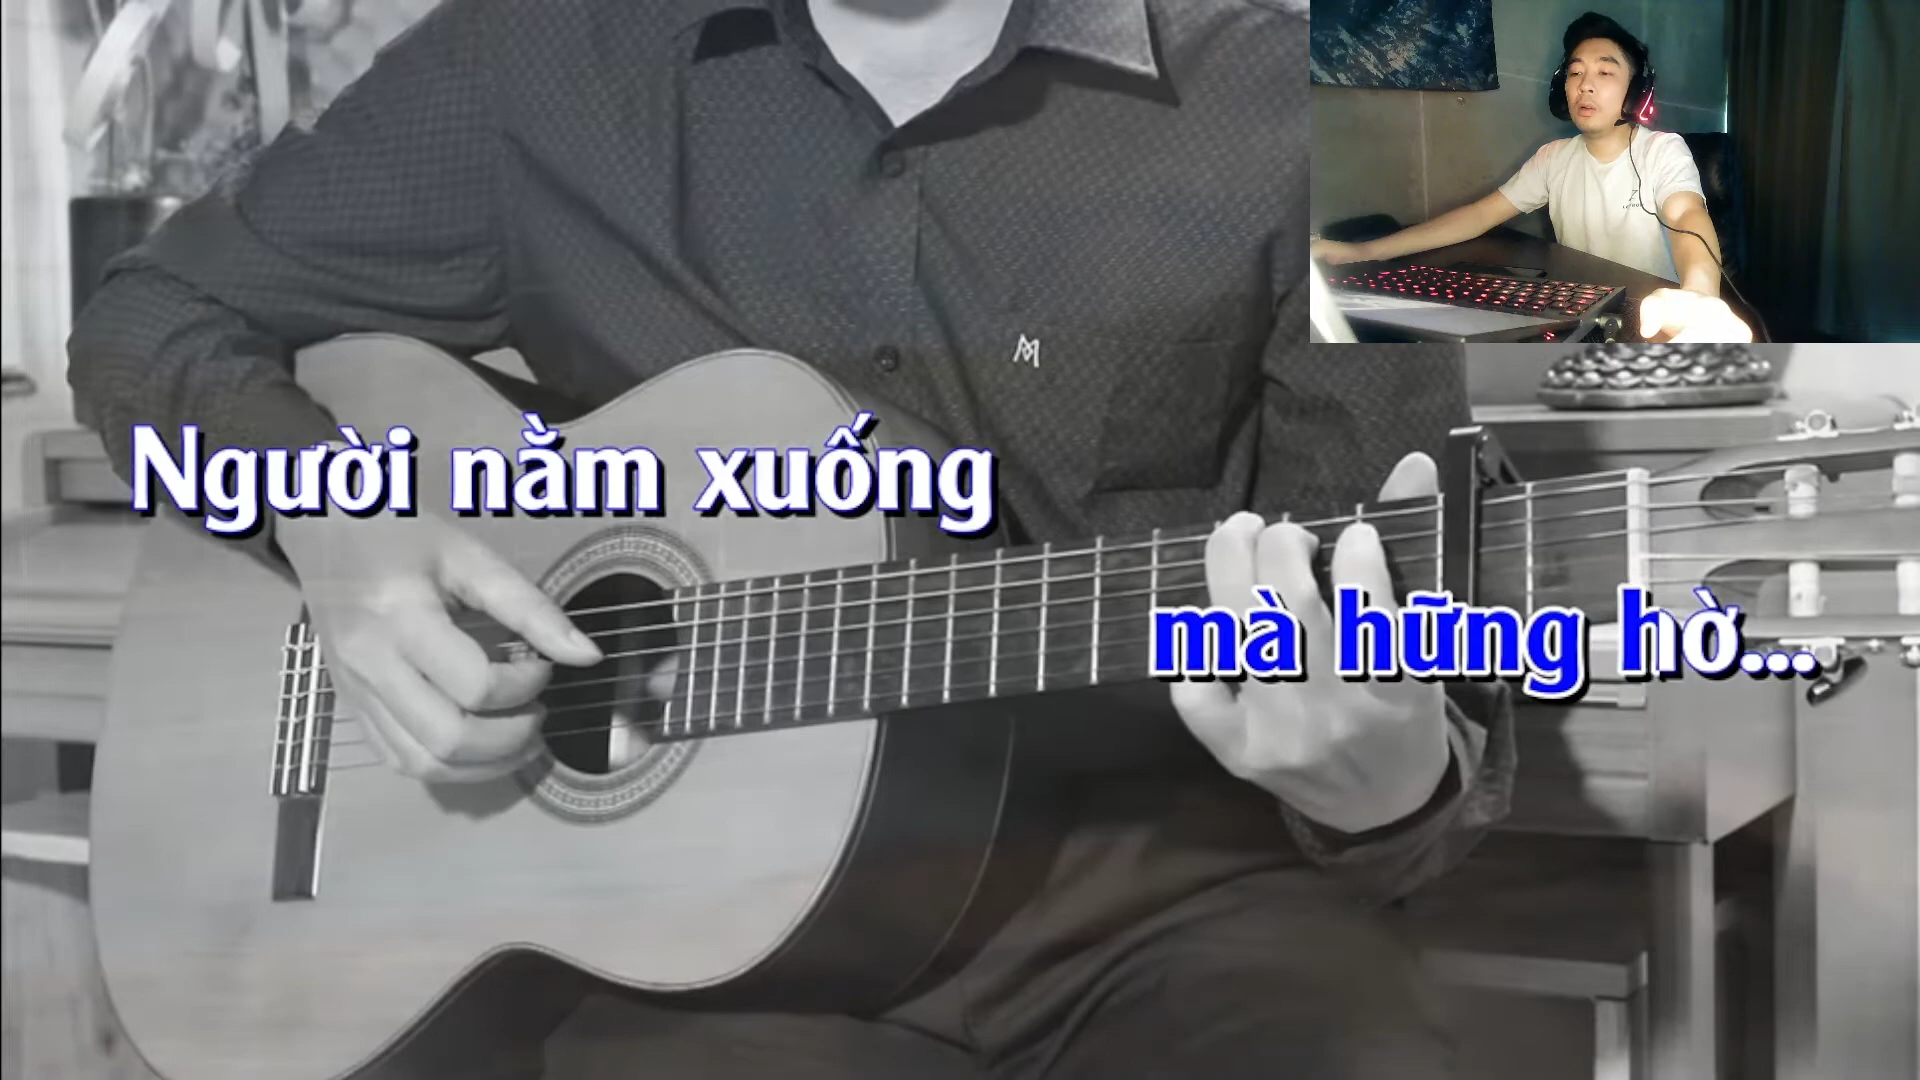 Người nằm xuống
mà hững hờ...